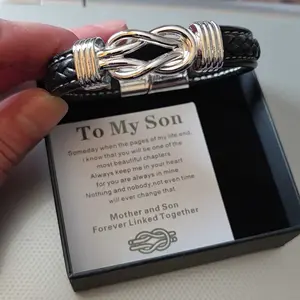 To My Son
Someday when the pages of my life end,
I know that you will be one of the
most beautiful chapters.
Always keep me in your heart
for you are always in mine
Nothing and nobody, not even time
will ever change that.
Mother and Son
Forever Linked Together